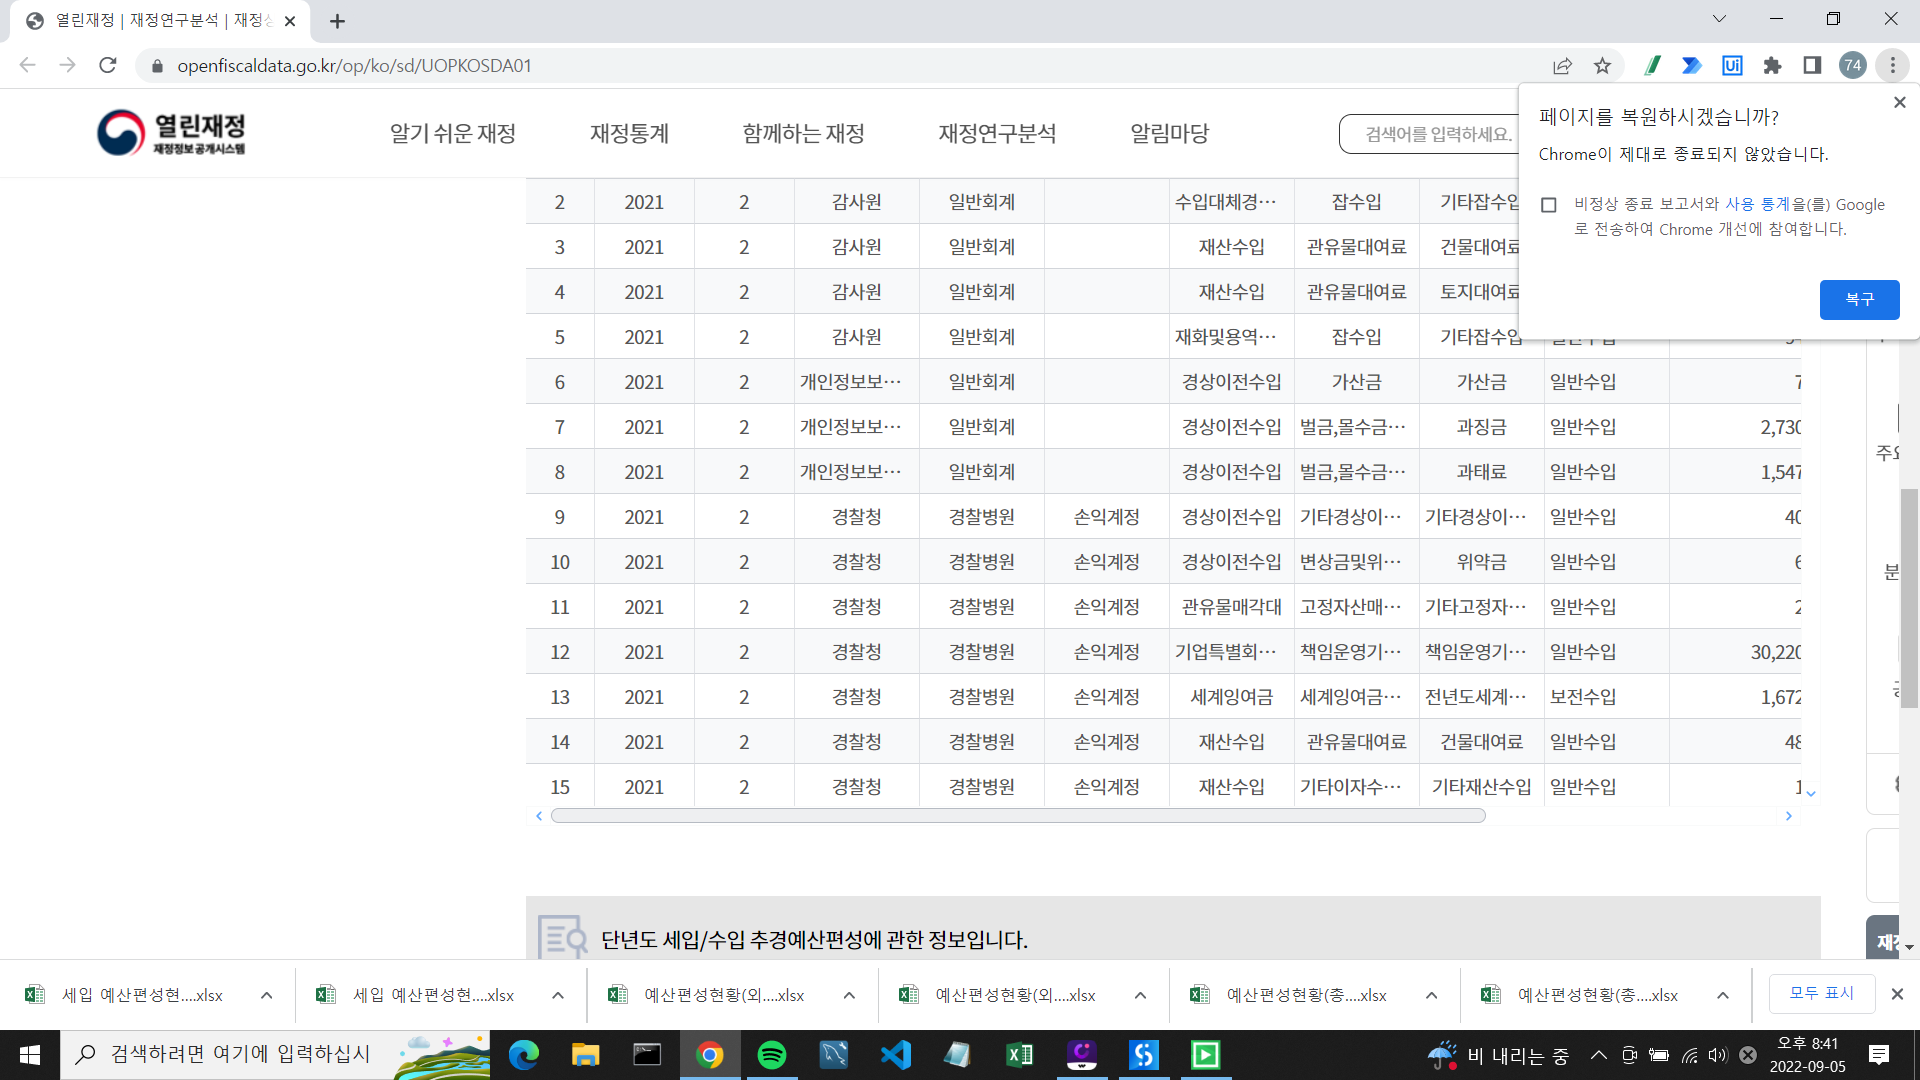 열린재정 | 재정연구분석 | 재정상
openfiscaldata.go.kr/op/ko/sd/UOPKOSDA01
74
열린재정
재정정보공개시스템
알기 쉬운 재정
재정통계
함께하는 재정
재정연구분석
알림마당
검색어를 입력하세요.
페이지를 복원하시겠습니까?
Chrome이 제대로 종료되지 않았습니다.
비정상 종료 보고서와 사용 통계을(를) Google
로 전송하여 Chrome 개선에 참여합니다.
복구
2 2021 2 감사원 일반회계 수입대체경… 잡수입 기타잡수입
3 2021 2 감사원 일반회계 재산수입 관유물대여료 건물대여료
4 2021 2 감사원 일반회계 재산수입 관유물대여료 토지대여료
5 2021 2 감사원 일반회계 재화및용역… 잡수입 기타잡수입
6 2021 2 개인정보보… 일반회계 경상이전수입 가산금 가산금 일반수입 7
7 2021 2 개인정보보… 일반회계 경상이전수입 벌금,몰수금… 과징금 일반수입 2,730
8 2021 2 개인정보보… 일반회계 경상이전수입 벌금,몰수금… 과태료 일반수입 1,547
9 2021 2 경찰청 경찰병원 손익계정 경상이전수입 기타경상이… 기타경상이… 일반수입 40
10 2021 2 경찰청 경찰병원 손익계정 경상이전수입 변상금및위… 위약금 일반수입 6
11 2021 2 경찰청 경찰병원 손익계정 관유물매각대 고정자산매… 기타고정자… 일반수입 2
12 2021 2 경찰청 경찰병원 손익계정 기업특별회… 책임운영기… 책임운영기… 일반수입 30,220
13 2021 2 경찰청 경찰병원 손익계정 세계잉여금 세계잉여금… 전년도세계… 보전수입 1,672
14 2021 2 경찰청 경찰병원 손익계정 재산수입 관유물대여료 건물대여료 일반수입 48
15 2021 2 경찰청 경찰병원 손익계정 재산수입 기타이자수… 기타재산수입 일반수입 1
주요
분
단년도 세입/수입 추경예산편성에 관한 정보입니다.
재정
세입 예산편성현....xlsx
세입 예산편성현....xlsx
예산편성현황(외....xlsx
예산편성현황(외....xlsx
예산편성현황(총....xlsx
예산편성현황(총....xlsx
모두 표시
검색하려면 여기에 입력하십시
비 내리는 중
오후 8:41
2022-09-05